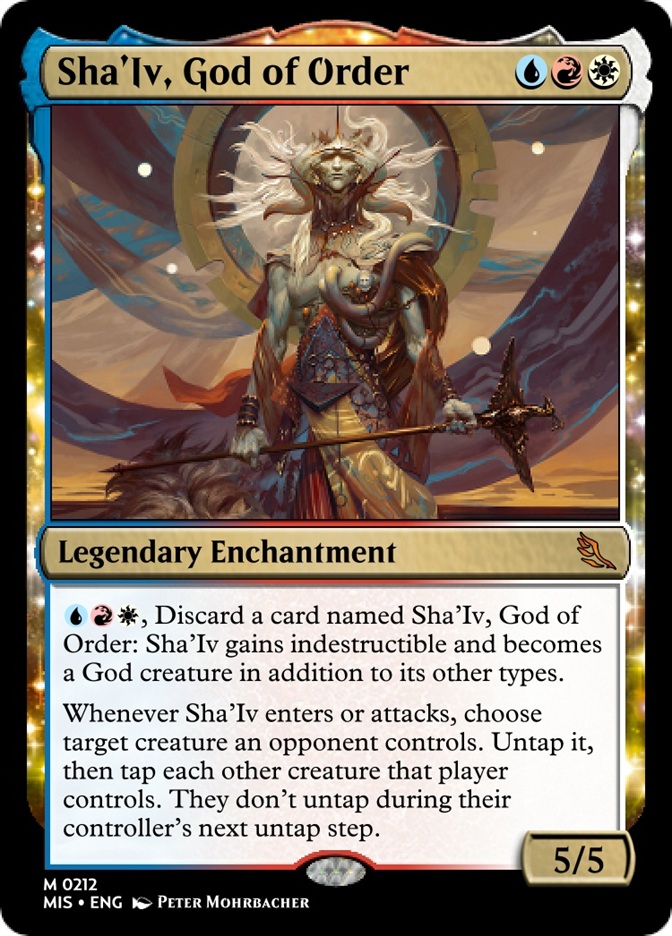 Sha'Iv, God of Order
Legendary Enchantment
, Discard a card named Sha'Iv, God of
Order: Sha'Iv gains indestructible and becomes
a God creature in addition to its other types.
Whenever Sha'Iv enters or attacks, choose
target creature an opponent controls. Untap it,
then tap each other creature that player
controls. They don't untap during their
controller's next untap step.
5/5
M 0212
MIS • ENG Peter Mohrbacher